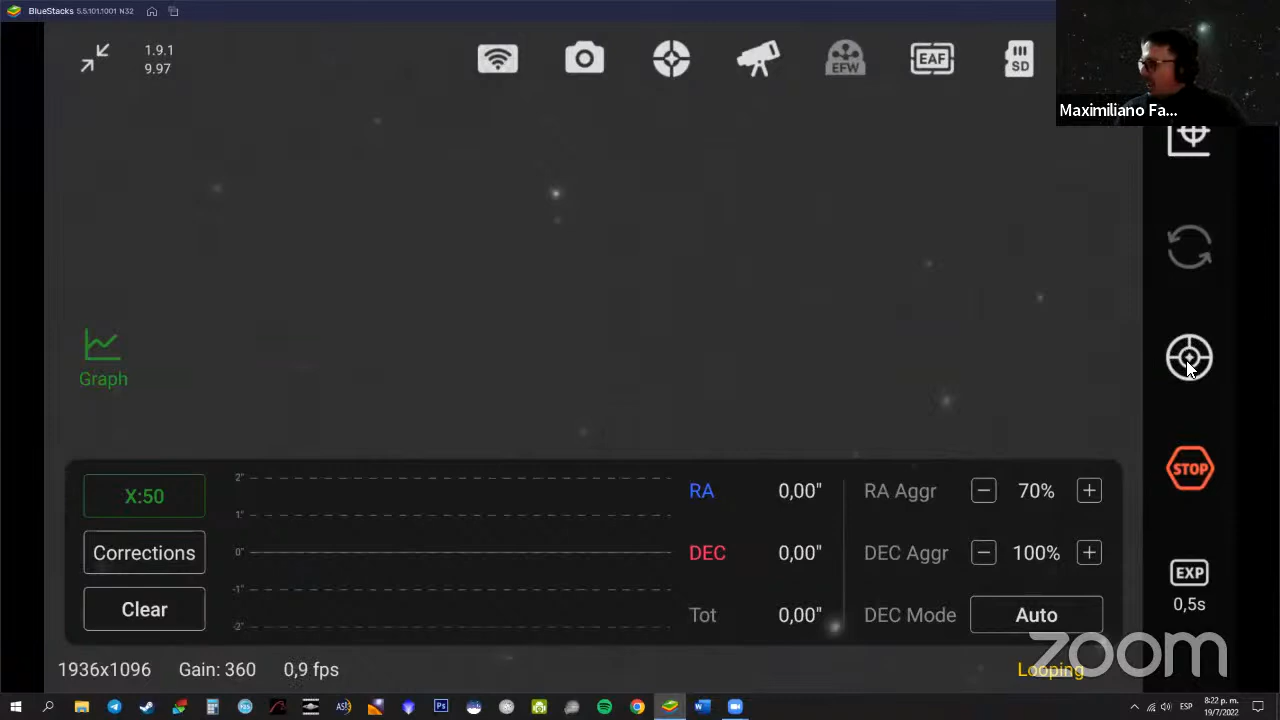 BlueStacks 5.5.101.1001 N32
1.9.1
9.97
EFW
EAF
SD
Maximiliano Fa...
Graph
X:50
Corrections
Clear
2"
1"
0"
-1"
-2"
RA 0,00"
DEC 0,00"
Tot 0,00"
RA Aggr 70%
DEC Aggr 100%
DEC Mode Auto
STOP
EXP
0,5s
1936x1096 Gain: 360 0,9 fps
Looping
zoom
ESP
8:22 p. m.
19/7/2022